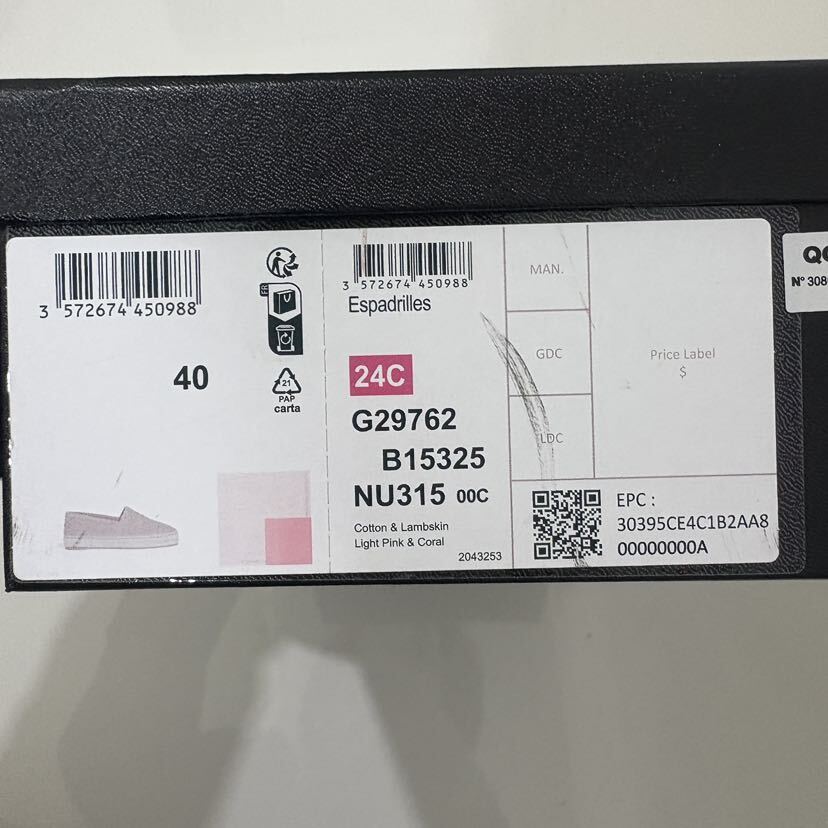 3 572674 450988
40
FR
21
PAP
carta
3 572674 450988
Espadrilles
24C
G29762
B15325
NU315 00C
Cotton & Lambskin
Light Pink & Coral
2043253
MAN.
GDC
LDC
Price Label
$
EPC :
30395CE4C1B2AA8
00000000A
N° 308